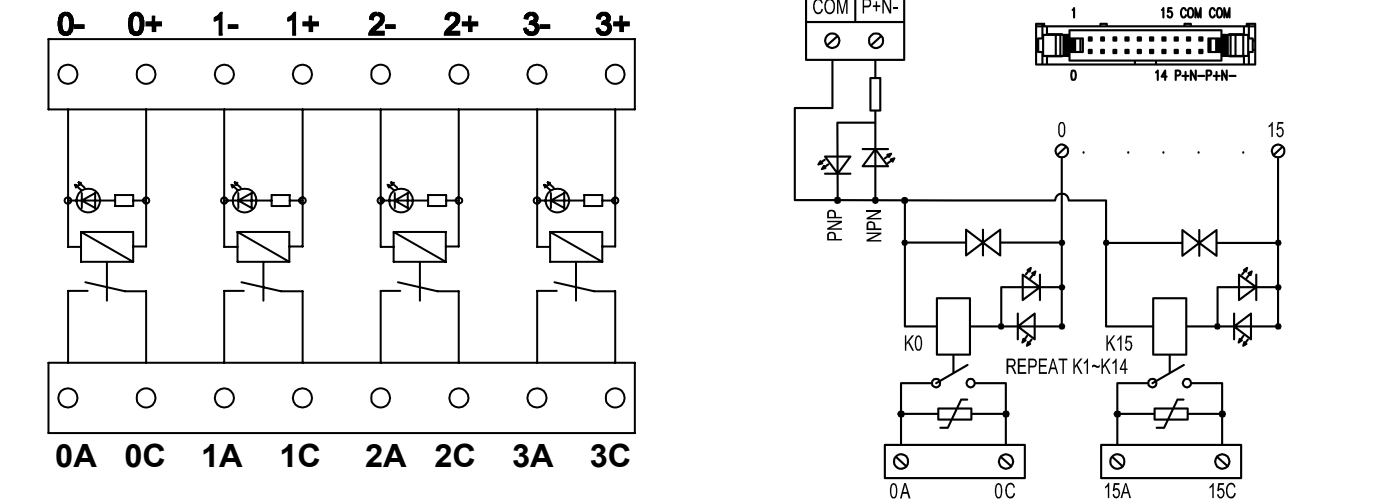 0- 0+ 1- 1+ 2- 2+ 3- 3+
0A 0C 1A 1C 2A 2C 3A 3C
COM P+N-
1 15 COM COM
0 14 P+N-P+N-
0 15
PNP
NPN
K0
K15
REPEAT K1~K14
0A 0C 15A 15C